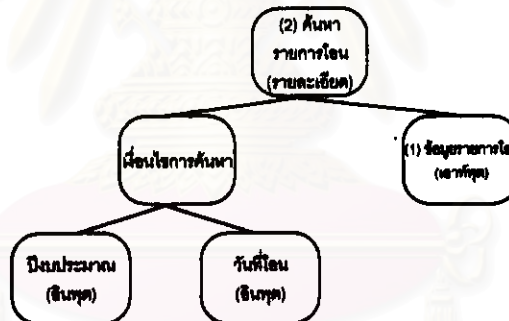 (2) ค้นหา
รายการโอน
(รายละเอียด)
เงื่อนไขการค้นหา
(1) ข้อมูลรายการโอ
(เอาท์พุต)
ปีงบประมาณ
(อินพุต)
วันที่โอน
(อินพุต)